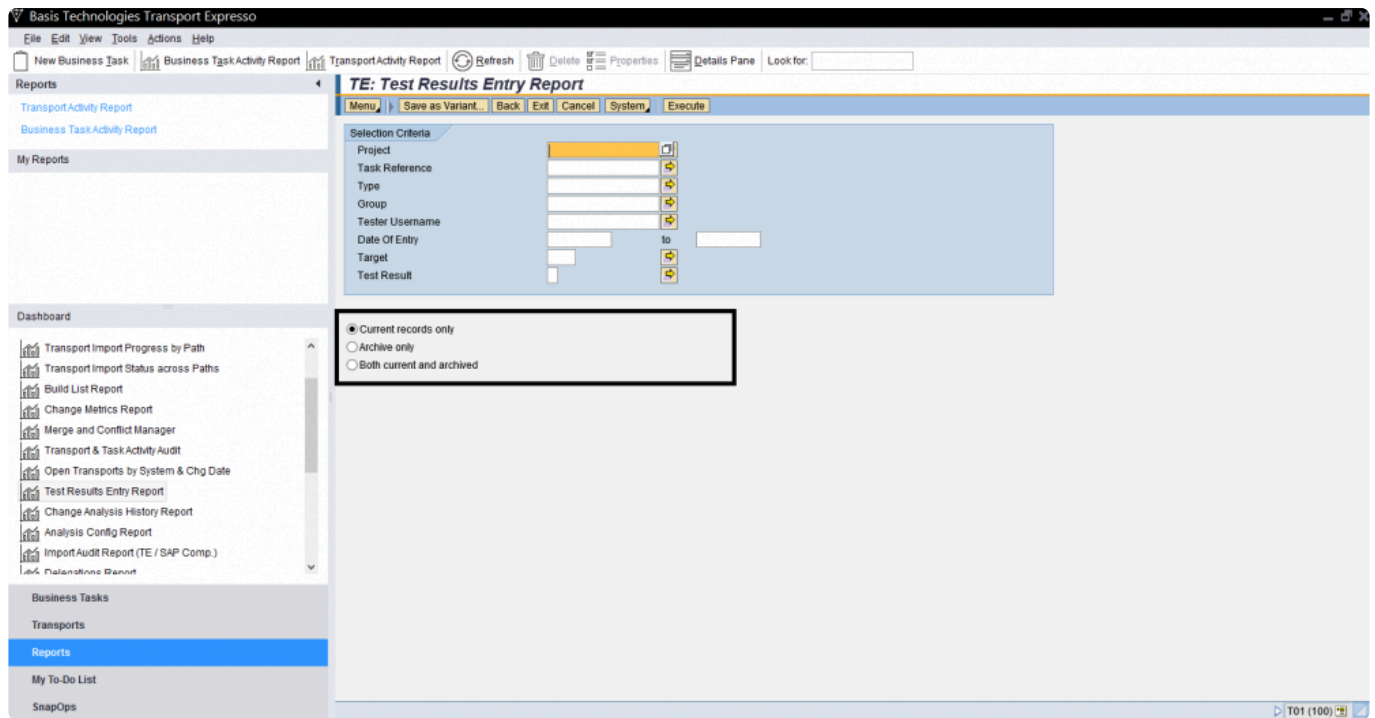 Basis Technologies Transport Expresso
File Edit View Tools Actions Help
New Business Task Business Task Activity Report Transport Activity Report Refresh Delete Properties Details Pane Look for:
Reports
Transport Activity Report
Business Task Activity Report
My Reports
Dashboard
Transport Import Progress by Path
Transport Import Status across Paths
Build List Report
Change Metrics Report
Merge and Conflict Manager
Transport & Task Activity Audit
Open Transports by System & Chg Date
Test Results Entry Report
Change Analysis History Report
Analysis Config Report
Import Audit Report (TE / SAP Comp.)
Delegations Report
Business Tasks
Transports
Reports
My To-Do List
SnapOps
TE: Test Results Entry Report
Menu Save as Variant... Back Exit Cancel System Execute
Selection Criteria
Project
Task Reference
Type
Group
Tester Username
Date Of Entry to
Target
Test Result
Current records only
Archive only
Both current and archived
T01 (100)